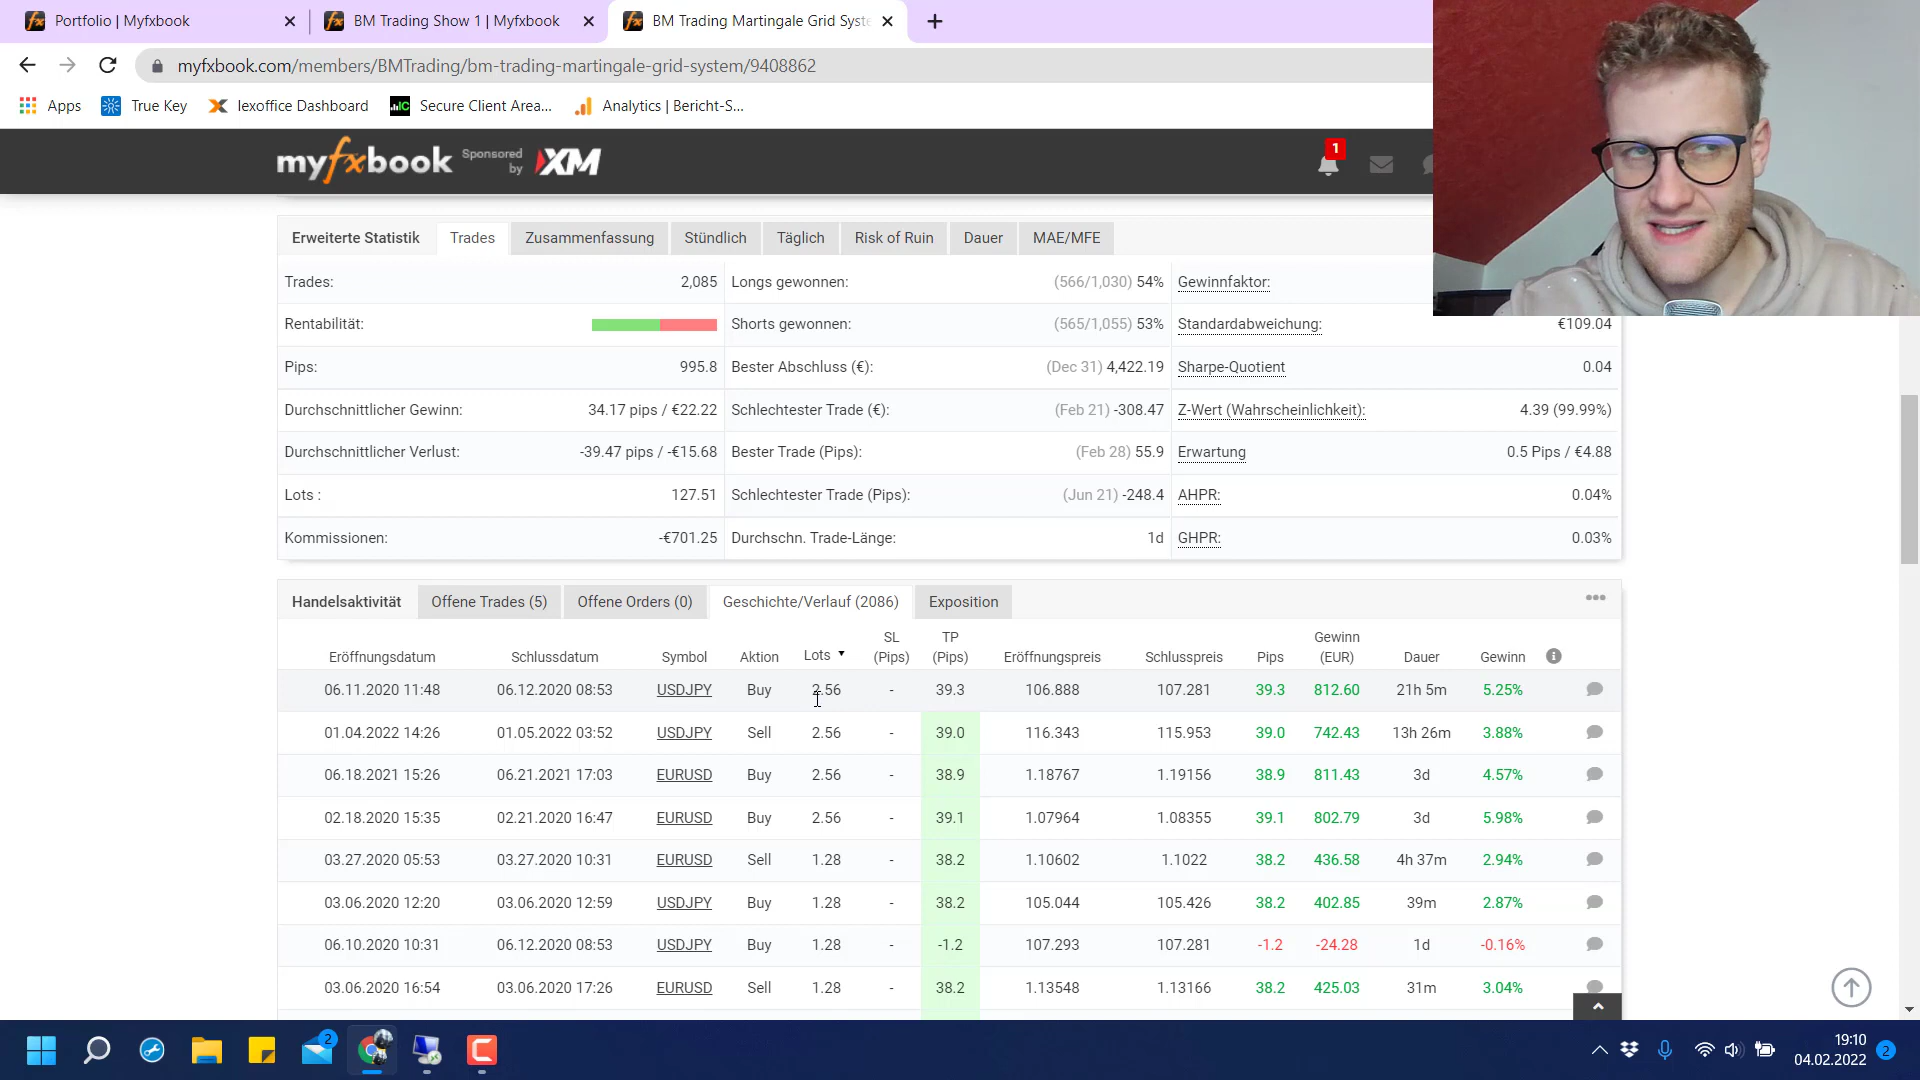 Portfolio | Myfxbook
BM Trading Show 1 | Myfxbook
BM Trading Martingale Grid Syste
myfxbook.com/members/BMTrading/bm-trading-martingale-grid-system/9408862
Apps True Key lexoffice Dashboard Secure Client Area... Analytics | Bericht-S...
myfxbook Sponsored by XM
1
Erweiterte Statistik Trades Zusammenfassung Stündlich Täglich Risk of Ruin Dauer MAE/MFE
Trades: 2,085 Longs gewonnen: (566/1,030) 54% Gewinnfaktor:
Rentabilität: Shorts gewonnen: (565/1,055) 53% Standardabweichung: €109.04
Pips: 995.8 Bester Abschluss (€): (Dec 31) 4,422.19 Sharpe-Quotient 0.04
Durchschnittlicher Gewinn: 34.17 pips / €22.22 Schlechtester Trade (€): (Feb 21) -308.47 Z-Wert (Wahrscheinlichkeit): 4.39 (99.99%)
Durchschnittlicher Verlust: -39.47 pips / -€15.68 Bester Trade (Pips): (Feb 28) 55.9 Erwartung 0.5 Pips / €4.88
Lots : 127.51 Schlechtester Trade (Pips): (Jun 21) -248.4 AHPR: 0.04%
Kommissionen: -€701.25 Durchschn. Trade-Länge: 1d GHPR: 0.03%
Handelsaktivität Offene Trades (5) Offene Orders (0) Geschichte/Verlauf (2086) Exposition
Eröffnungsdatum Schlussdatum Symbol Aktion Lots SL (Pips) TP (Pips) Eröffnungspreis Schlusspreis Pips Gewinn (EUR) Dauer Gewinn
06.11.2020 11:48 06.12.2020 08:53 USDJPY Buy 2.56 - 39.3 106.888 107.281 39.3 812.60 21h 5m 5.25%
01.04.2022 14:26 01.05.2022 03:52 USDJPY Sell 2.56 - 39.0 116.343 115.953 39.0 742.43 13h 26m 3.88%
06.18.2021 15:26 06.21.2021 17:03 EURUSD Buy 2.56 - 38.9 1.18767 1.19156 38.9 811.43 3d 4.57%
02.18.2020 15:35 02.21.2020 16:47 EURUSD Buy 2.56 - 39.1 1.07964 1.08355 39.1 802.79 3d 5.98%
03.27.2020 05:53 03.27.2020 10:31 EURUSD Sell 1.28 - 38.2 1.10602 1.1022 38.2 436.58 4h 37m 2.94%
03.06.2020 12:20 03.06.2020 12:59 USDJPY Buy 1.28 - 38.2 105.044 105.426 38.2 402.85 39m 2.87%
06.10.2020 10:31 06.12.2020 08:53 USDJPY Buy 1.28 - -1.2 107.293 107.281 -1.2 -24.28 1d -0.16%
03.06.2020 16:54 03.06.2020 17:26 EURUSD Sell 1.28 - 38.2 1.13548 1.13166 38.2 425.03 31m 3.04%
2
19:10
04.02.2022
2